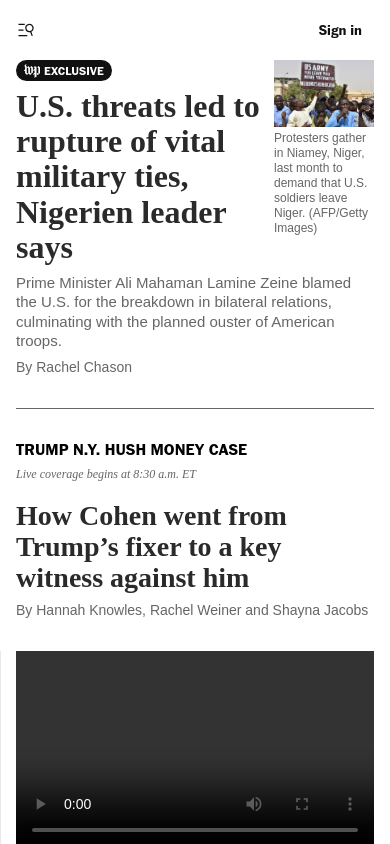 Sign in
wp EXCLUSIVE
U.S. threats led to
rupture of vital
military ties,
Nigerien leader
says
Prime Minister Ali Mahaman Lamine Zeine blamed
the U.S. for the breakdown in bilateral relations,
culminating with the planned ouster of American
troops.
By Rachel Chason
US ARMY
Protesters gather
in Niamey, Niger,
last month to
demand that U.S.
soldiers leave
Niger. (AFP/Getty
Images)
TRUMP N.Y. HUSH MONEY CASE
Live coverage begins at 8:30 a.m. ET
How Cohen went from
Trump’s fixer to a key
witness against him
By Hannah Knowles, Rachel Weiner and Shayna Jacobs
0:00